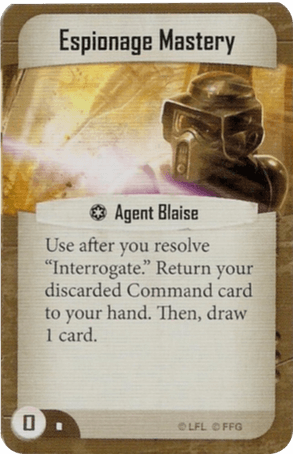 Espionage Mastery
Agent Blaise
Use after you resolve
“Interrogate.” Return your
discarded Command card
to your hand. Then, draw
1 card.
0
© LFL © FFG